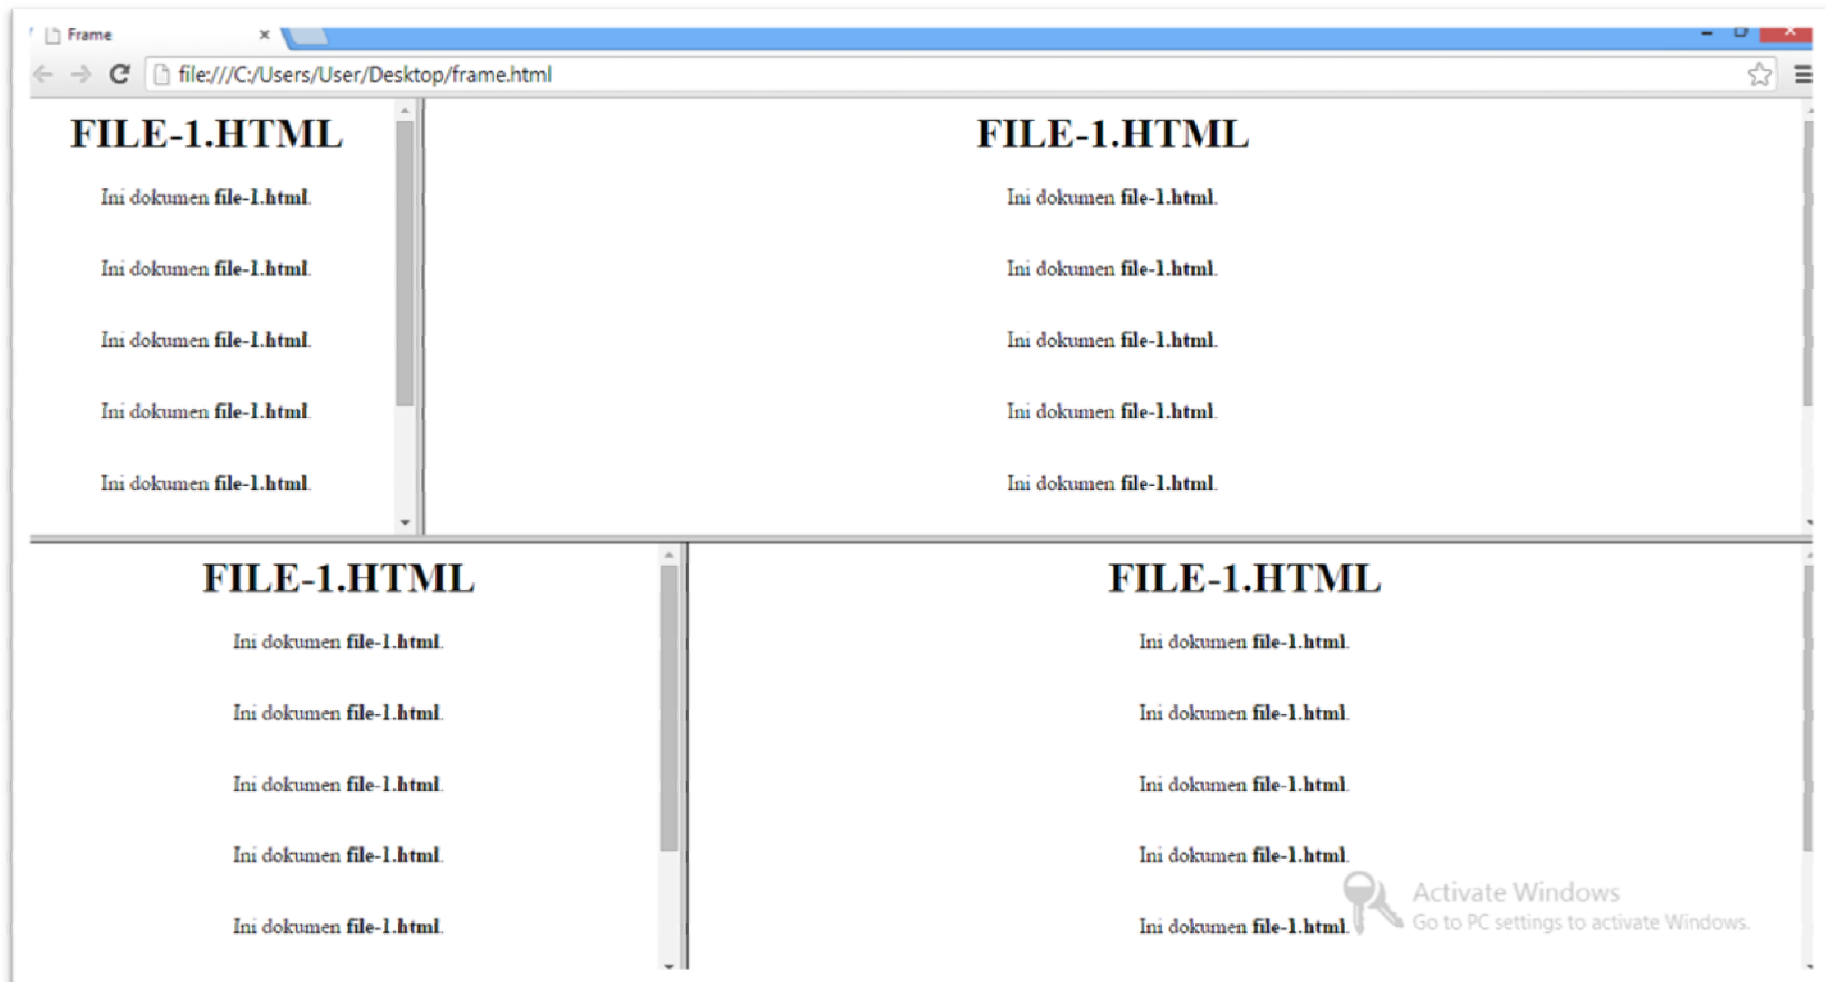 Frame
file:///C:/Users/User/Desktop/frame.html
FILE-1.HTML
Ini dokumen file-1.html.
Ini dokumen file-1.html.
Ini dokumen file-1.html.
Ini dokumen file-1.html.
Ini dokumen file-1.html.
FILE-1.HTML
Ini dokumen file-1.html.
Ini dokumen file-1.html.
Ini dokumen file-1.html.
Ini dokumen file-1.html.
Ini dokumen file-1.html.
FILE-1.HTML
Ini dokumen file-1.html.
Ini dokumen file-1.html.
Ini dokumen file-1.html.
Ini dokumen file-1.html.
Ini dokumen file-1.html.
FILE-1.HTML
Ini dokumen file-1.html.
Ini dokumen file-1.html.
Ini dokumen file-1.html.
Ini dokumen file-1.html.
Ini dokumen file-1.html.
Activate Windows
Go to PC settings to activate Windows.